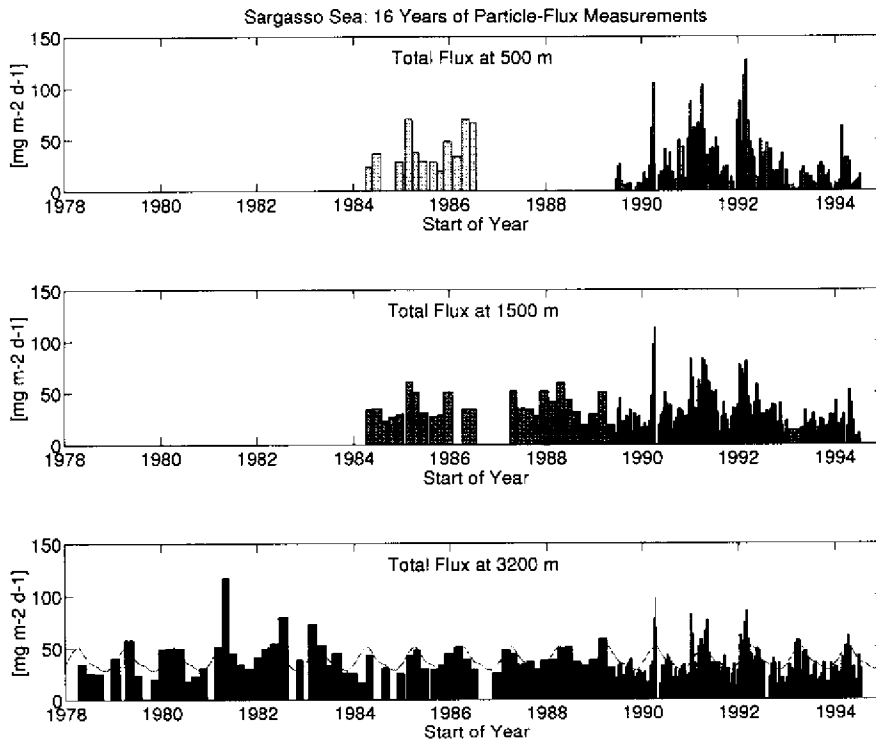 Sargasso Sea: 16 Years of Particle-Flux Measurements
Total Flux at 500 m
[mg m-2 d-1]
150
100
50
0
1978 1980 1982 1984 1986 1988 1990 1992 1994
Start of Year
Total Flux at 1500 m
[mg m-2 d-1]
150
100
50
0
1978 1980 1982 1984 1986 1988 1990 1992 1994
Start of Year
Total Flux at 3200 m
[mg m-2 d-1]
150
100
50
0
1978 1980 1982 1984 1986 1988 1990 1992 1994
Start of Year